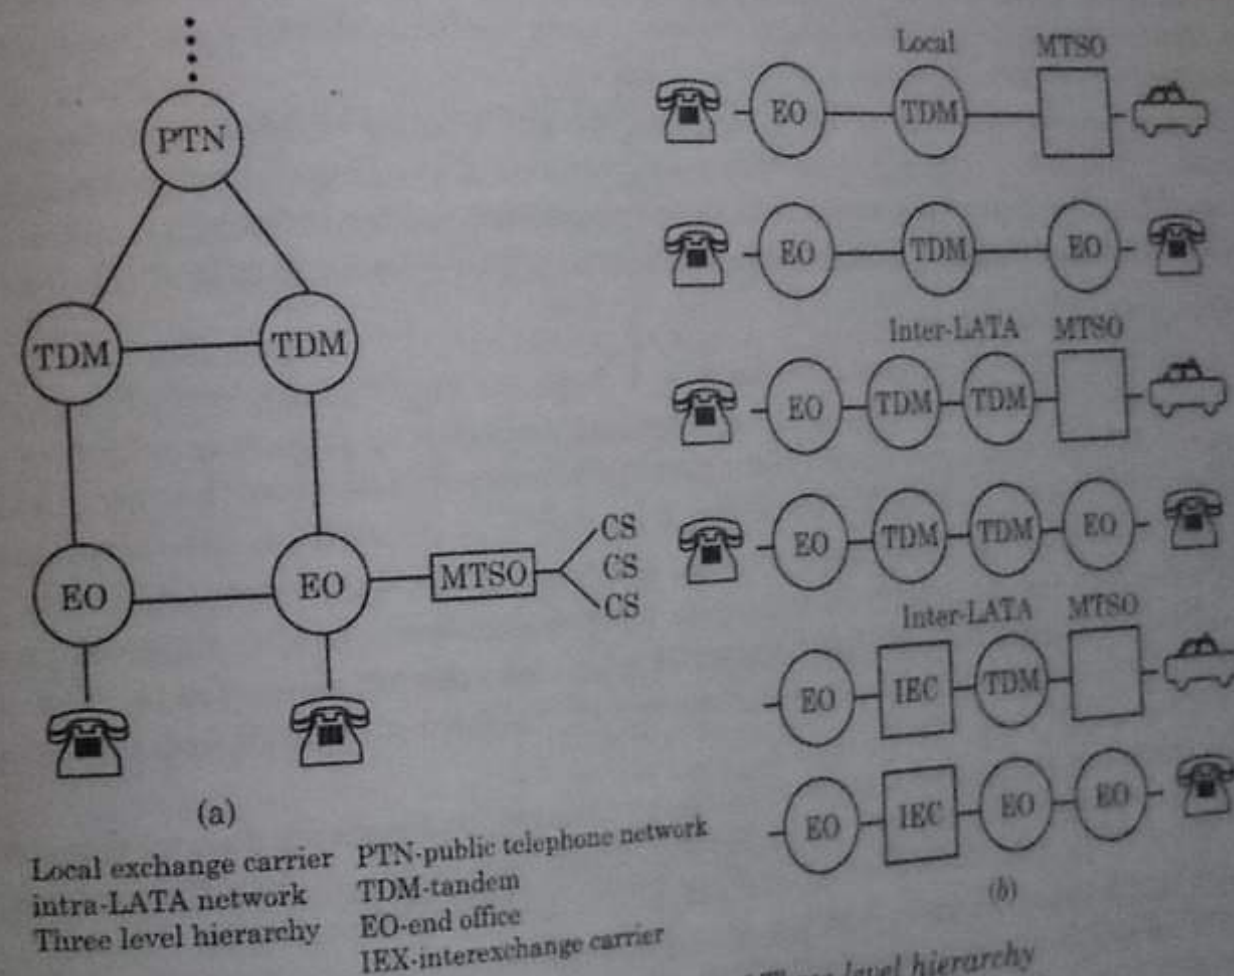 PTN
TDM TDM
EO EO MTSO CS
CS
CS
(a)
Local exchange carrier
intra-LATA network
Three level hierarchy
PTN-public telephone network
TDM-tandem
EO-end office
IEX-interexchange carrier
Local MTSO
EO TDM
EO TDM EO
Inter-LATA MTSO
EO TDM TDM
EO TDM TDM EO
Inter-LATA MTSO
EO IEC TDM
EO IEC EO EO
(b)
level hierarchy